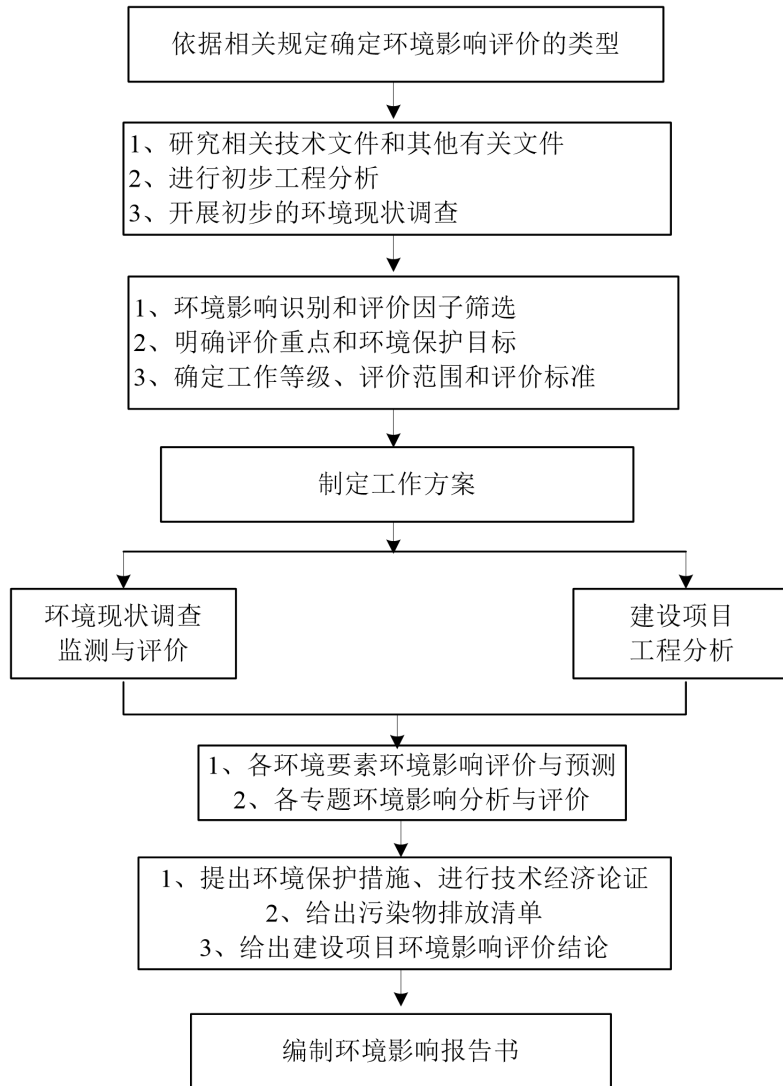 依据相关规定确定环境影响评价的类型
1、研究相关技术文件和其他有关文件
2、进行初步工程分析
3、开展初步的环境现状调查
1、环境影响识别和评价因子筛选
2、明确评价重点和环境保护目标
3、确定工作等级、评价范围和评价标准
制定工作方案
环境现状调查
监测与评价
建设项目
工程分析
1、各环境要素环境影响评价与预测
2、各专题环境影响分析与评价
1、提出环境保护措施、进行技术经济论证
2、给出污染物排放清单
3、给出建设项目环境影响评价结论
编制环境影响报告书